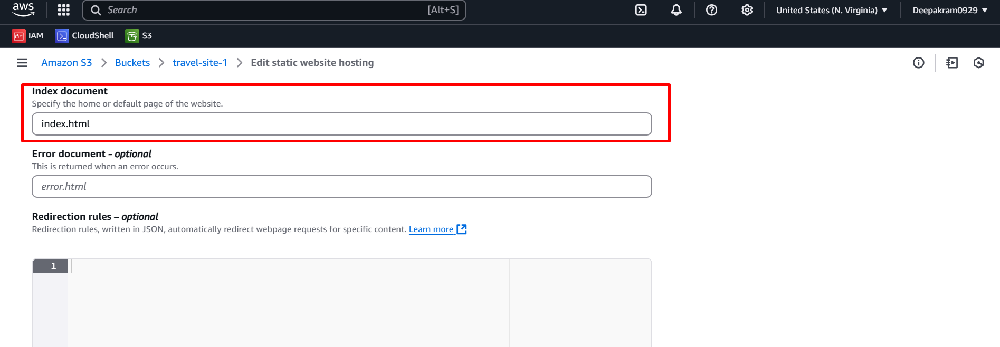 aws Search [Alt+S] United States (N. Virginia) ▼ Deepakram0929 ▼
IAM CloudShell S3
Amazon S3 > Buckets > travel-site-1 > Edit static website hosting
Index document
Specify the home or default page of the website.
index.html
Error document - optional
This is returned when an error occurs.
error.html
Redirection rules – optional
Redirection rules, written in JSON, automatically redirect webpage requests for specific content. Learn more
1